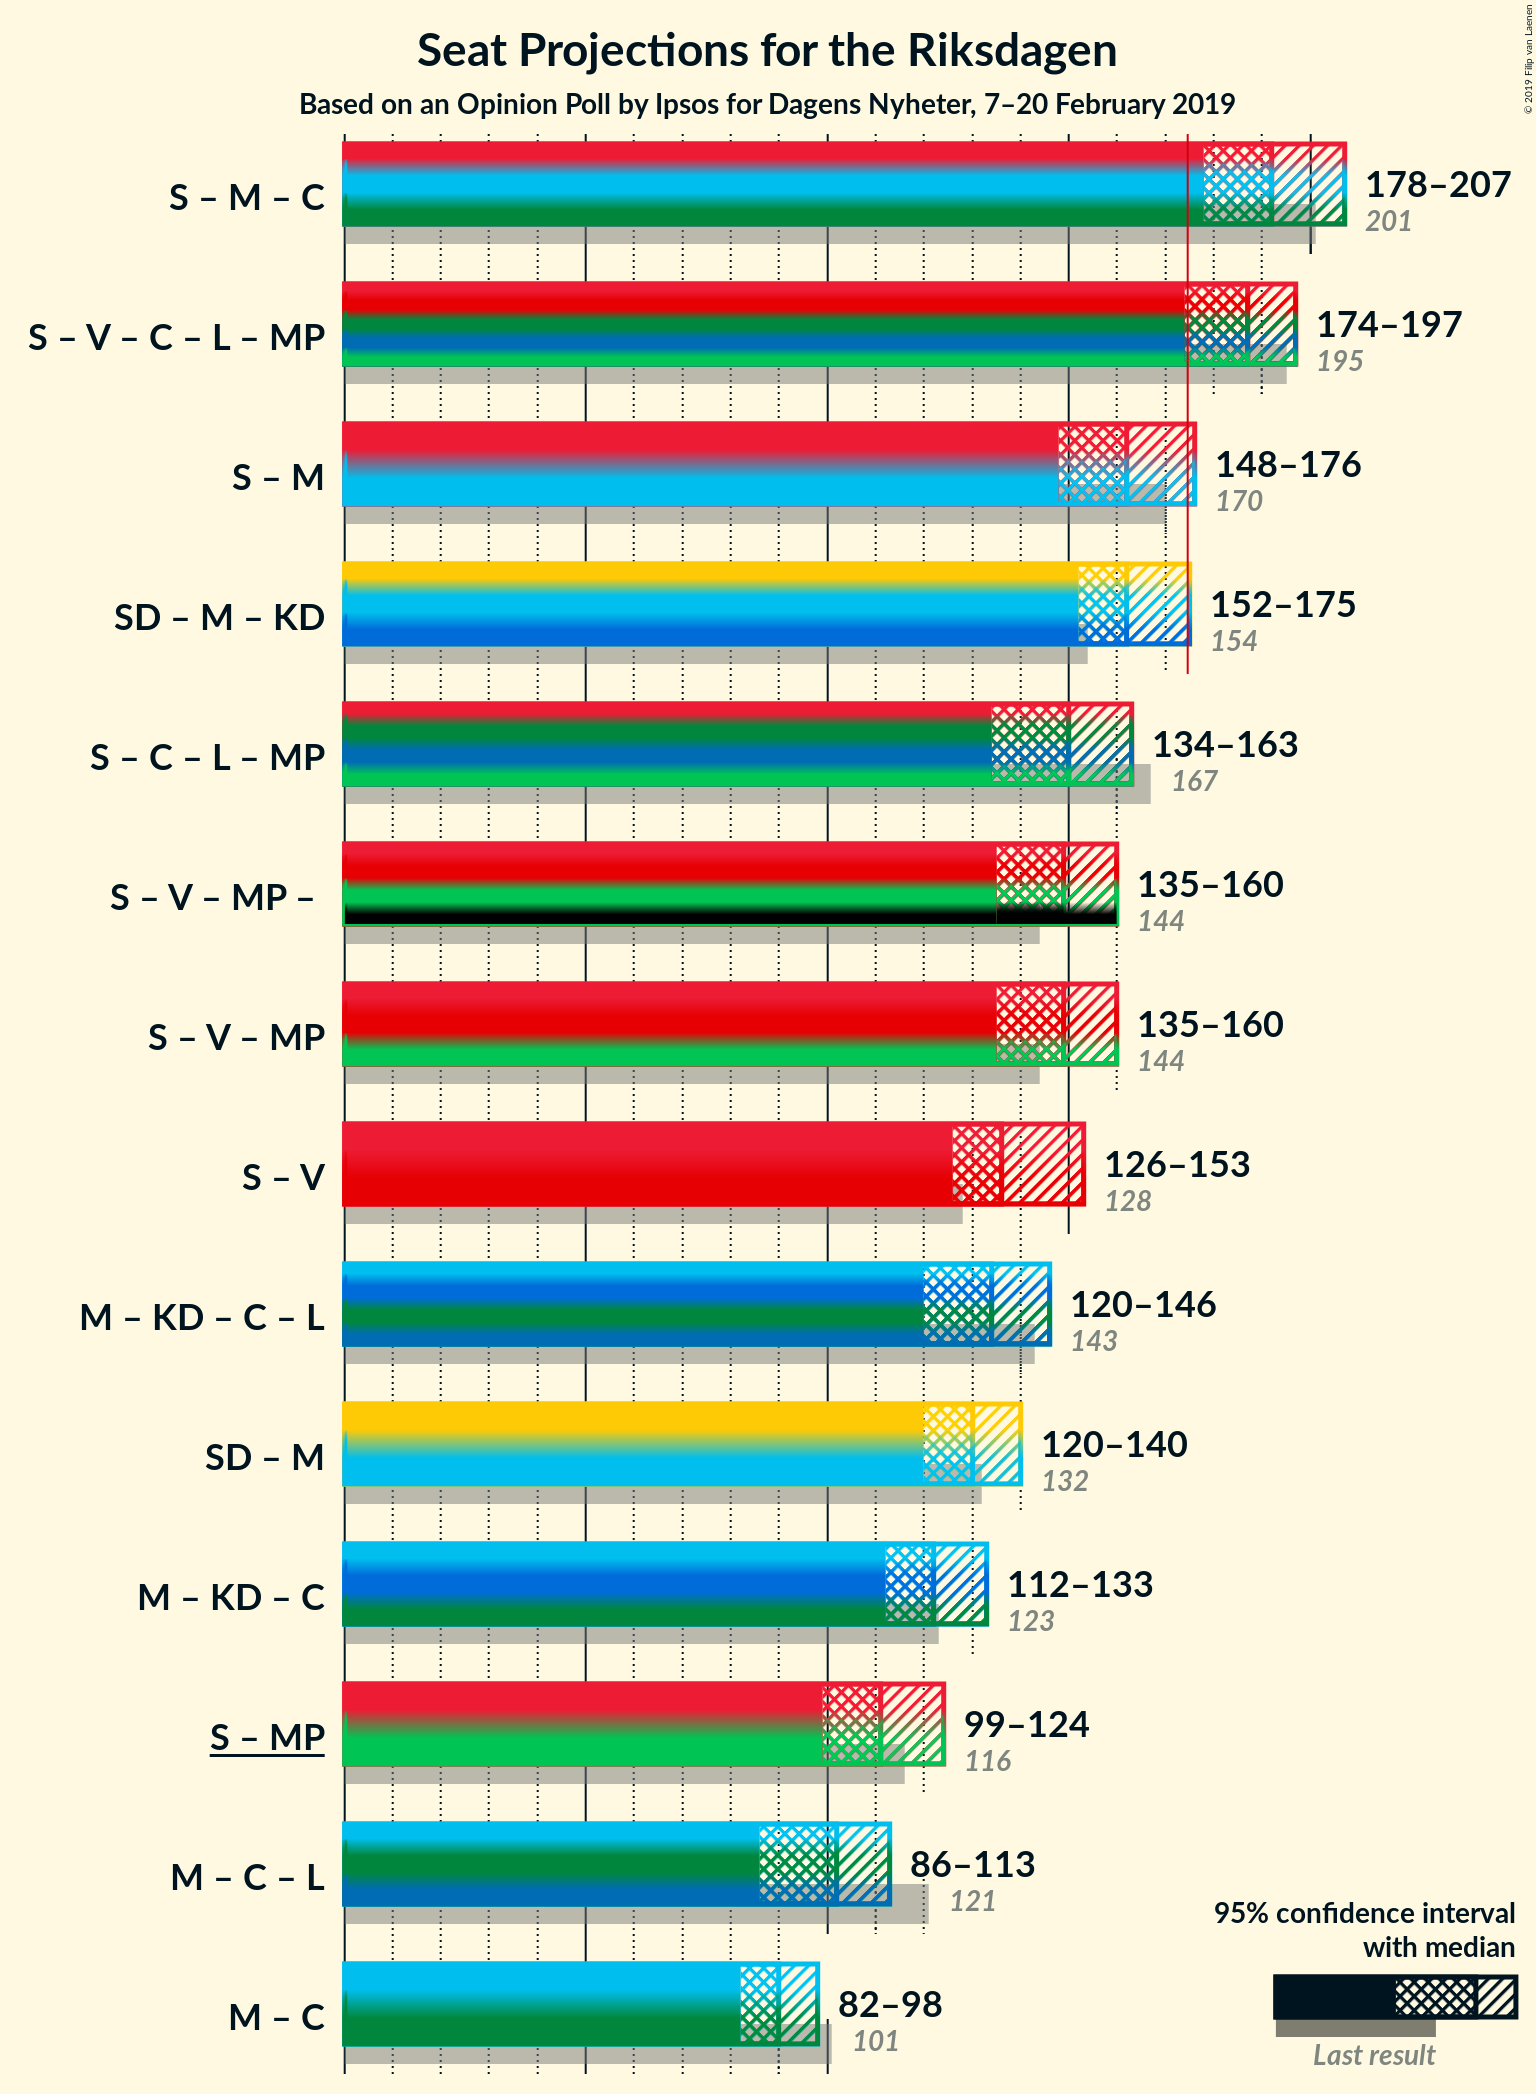 Seat Projections for the Riksdagen
Based on an Opinion Poll by Ipsos for Dagens Nyheter, 7–20 February 2019
© 2019 Filip van Laenen
S – M – C
178–207
201
S – V – C – L – MP
174–197
195
S – M
148–176
170
SD – M – KD
152–175
154
S – C – L – MP
134–163
167
S – V – MP –
135–160
144
S – V – MP
135–160
144
S – V
126–153
128
M – KD – C – L
120–146
143
SD – M
120–140
132
M – KD – C
112–133
123
S – MP
99–124
116
M – C – L
86–113
121
M – C
82–98
101
95% confidence interval
with median
Last result